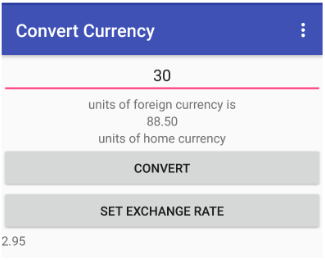 Convert Currency
30
units of foreign currency is
88.50
units of home currency
CONVERT
SET EXCHANGE RATE
2.95